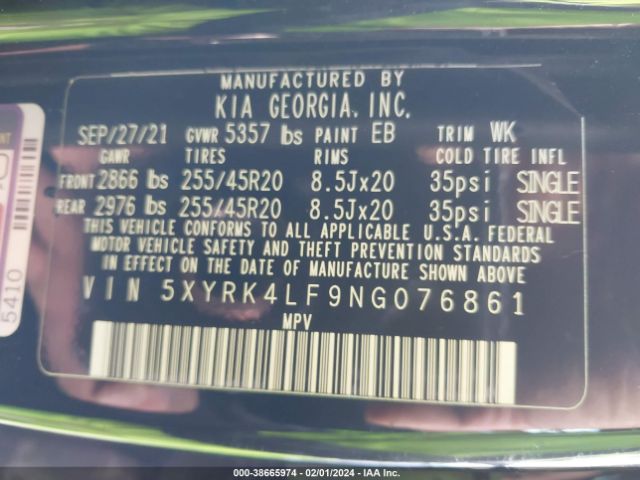 MANUFACTURED BY
KIA GEORGIA, INC.
SEP/27/21 GVWR 5357 lbs PAINT EB TRIM WK
GAWR TIRES RIMS COLD TIRE INFL
FRONT 2866 lbs 255/45R20 8.5Jx20 35psi SINGLE
REAR 2976 lbs 255/45R20 8.5Jx20 35psi SINGLE
THIS VEHICLE CONFORMS TO ALL APPLICABLE U.S.A. FEDERAL
MOTOR VEHICLE SAFETY AND THEFT PREVENTION STANDARDS
IN EFFECT ON THE DATE OF MANUFACTURE SHOWN ABOVE
VIN 5XYRK4LF9NG076861
MPV
5410
000-38665974 - 02/01/2024 - IAA Inc.